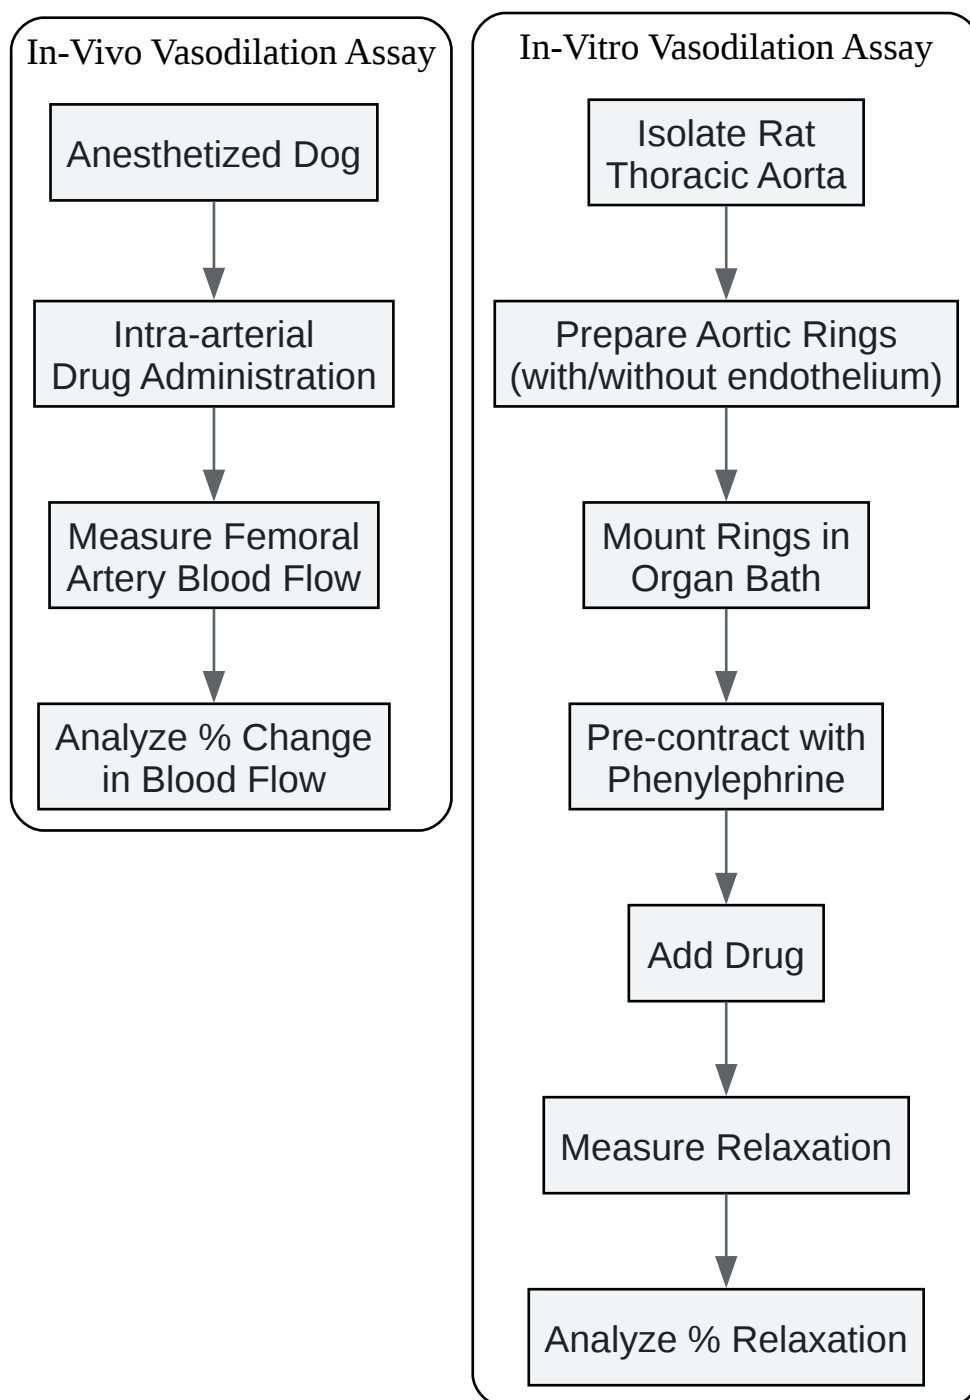 In-Vivo Vasodilation Assay
Anesthetized Dog
Intra-arterial
Drug Administration
Measure Femoral
Artery Blood Flow
Analyze % Change
in Blood Flow
In-Vitro Vasodilation Assay
Isolate Rat
Thoracic Aorta
Prepare Aortic Rings
(with/without endothelium)
Mount Rings in
Organ Bath
Pre-contract with
Phenylephrine
Add Drug
Measure Relaxation
Analyze % Relaxation